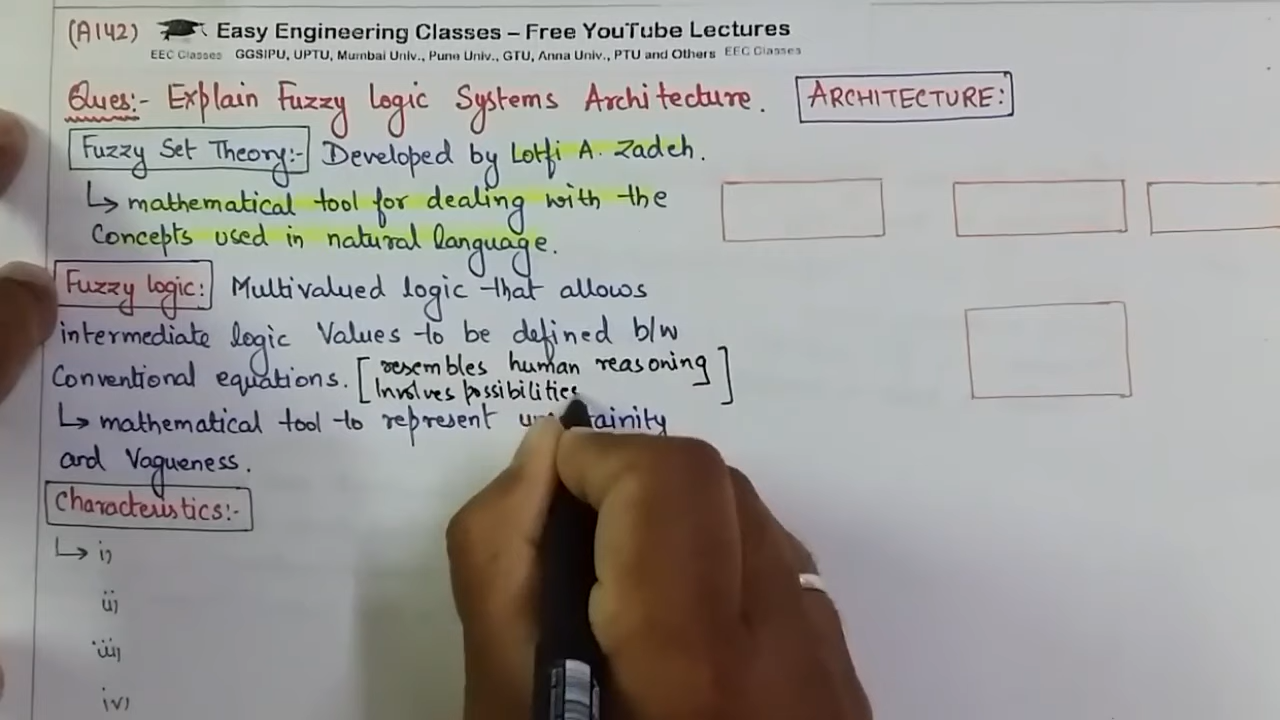 (A142) Easy Engineering Classes – Free YouTube Lectures
EEC Classes GGSIPU, UPTU, Mumbai Univ., Pune Univ., GTU, Anna Univ., PTU and Others EEC Classes
Ques:- Explain Fuzzy Logic Systems Architecture. ARCHITECTURE:
Fuzzy Set Theory:- Developed by Lotfi A. Zadeh.
↳ mathematical tool for dealing with the
Concepts used in natural language.
Fuzzy logic: Multivalued logic that allows
intermediate logic Values to be defined b/w
Conventional equations. [resembles human reasoning
Involves possibilities]
↳ mathematical tool to represent
and Vagueness.
Characteristics:-
↳ i)
ii)
iii)
iv)